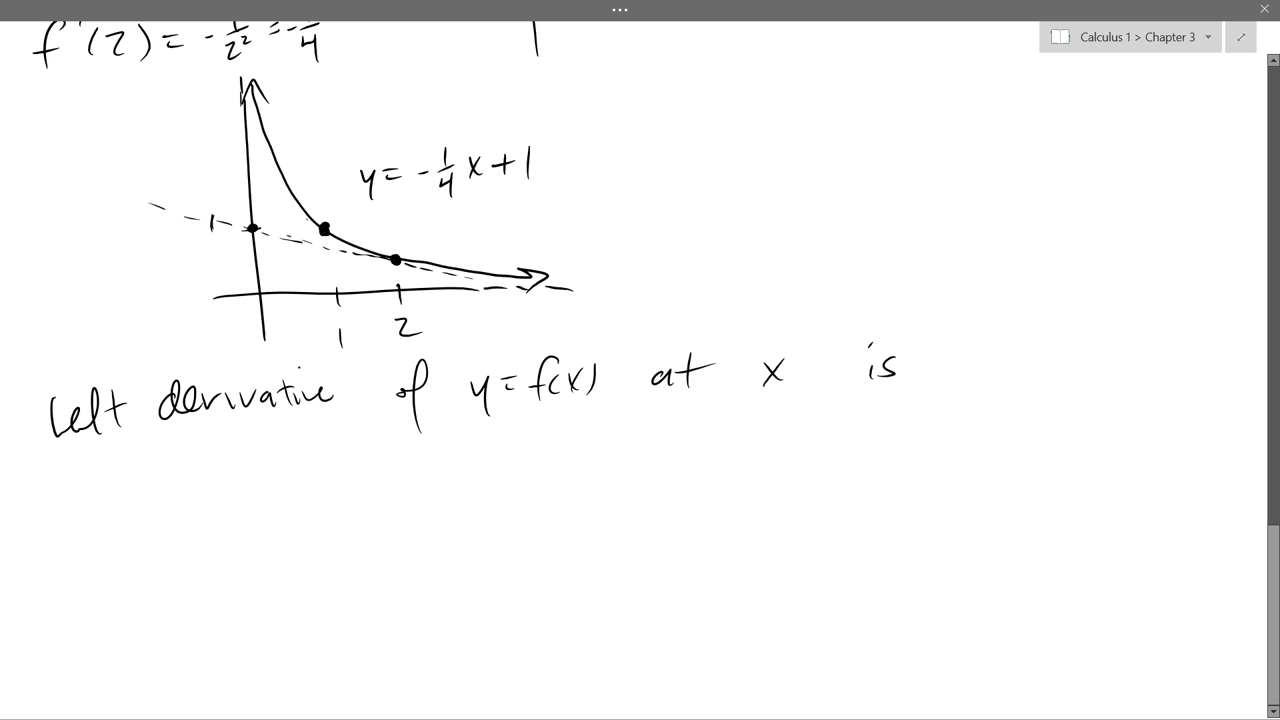 Calculus 1 > Chapter 3
f'(2) = -1/2² = -1/4
y = -1/4 x + 1
1
1 2
Left derivative of y = f(x) at x is